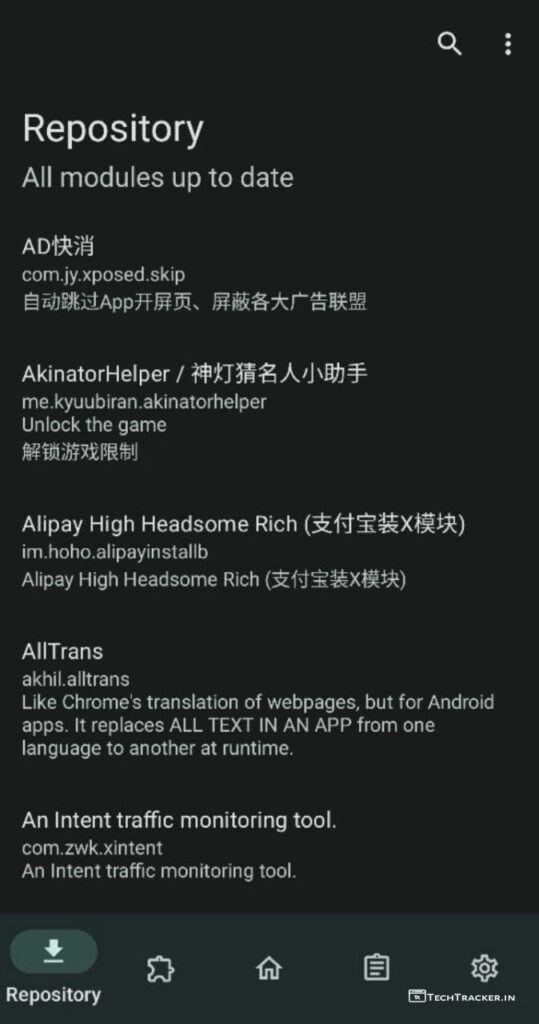 Repository
All modules up to date
AD快消
com.jy.xposed.skip
自动跳过App开屏页、屏蔽各大广告联盟
AkinatorHelper / 神灯猜名人小助手
me.kyuubiran.akinatorhelper
Unlock the game
解锁游戏限制
Alipay High Headsome Rich (支付宝装X模块)
im.hoho.alipayinstallb
Alipay High Headsome Rich (支付宝装X模块)
AllTrans
akhil.alltrans
Like Chrome's translation of webpages, but for Android
apps. It replaces ALL TEXT IN AN APP from one
language to another at runtime.
An Intent traffic monitoring tool.
com.zwk.xintent
An Intent traffic monitoring tool.
Repository
TECHTRACKER.IN